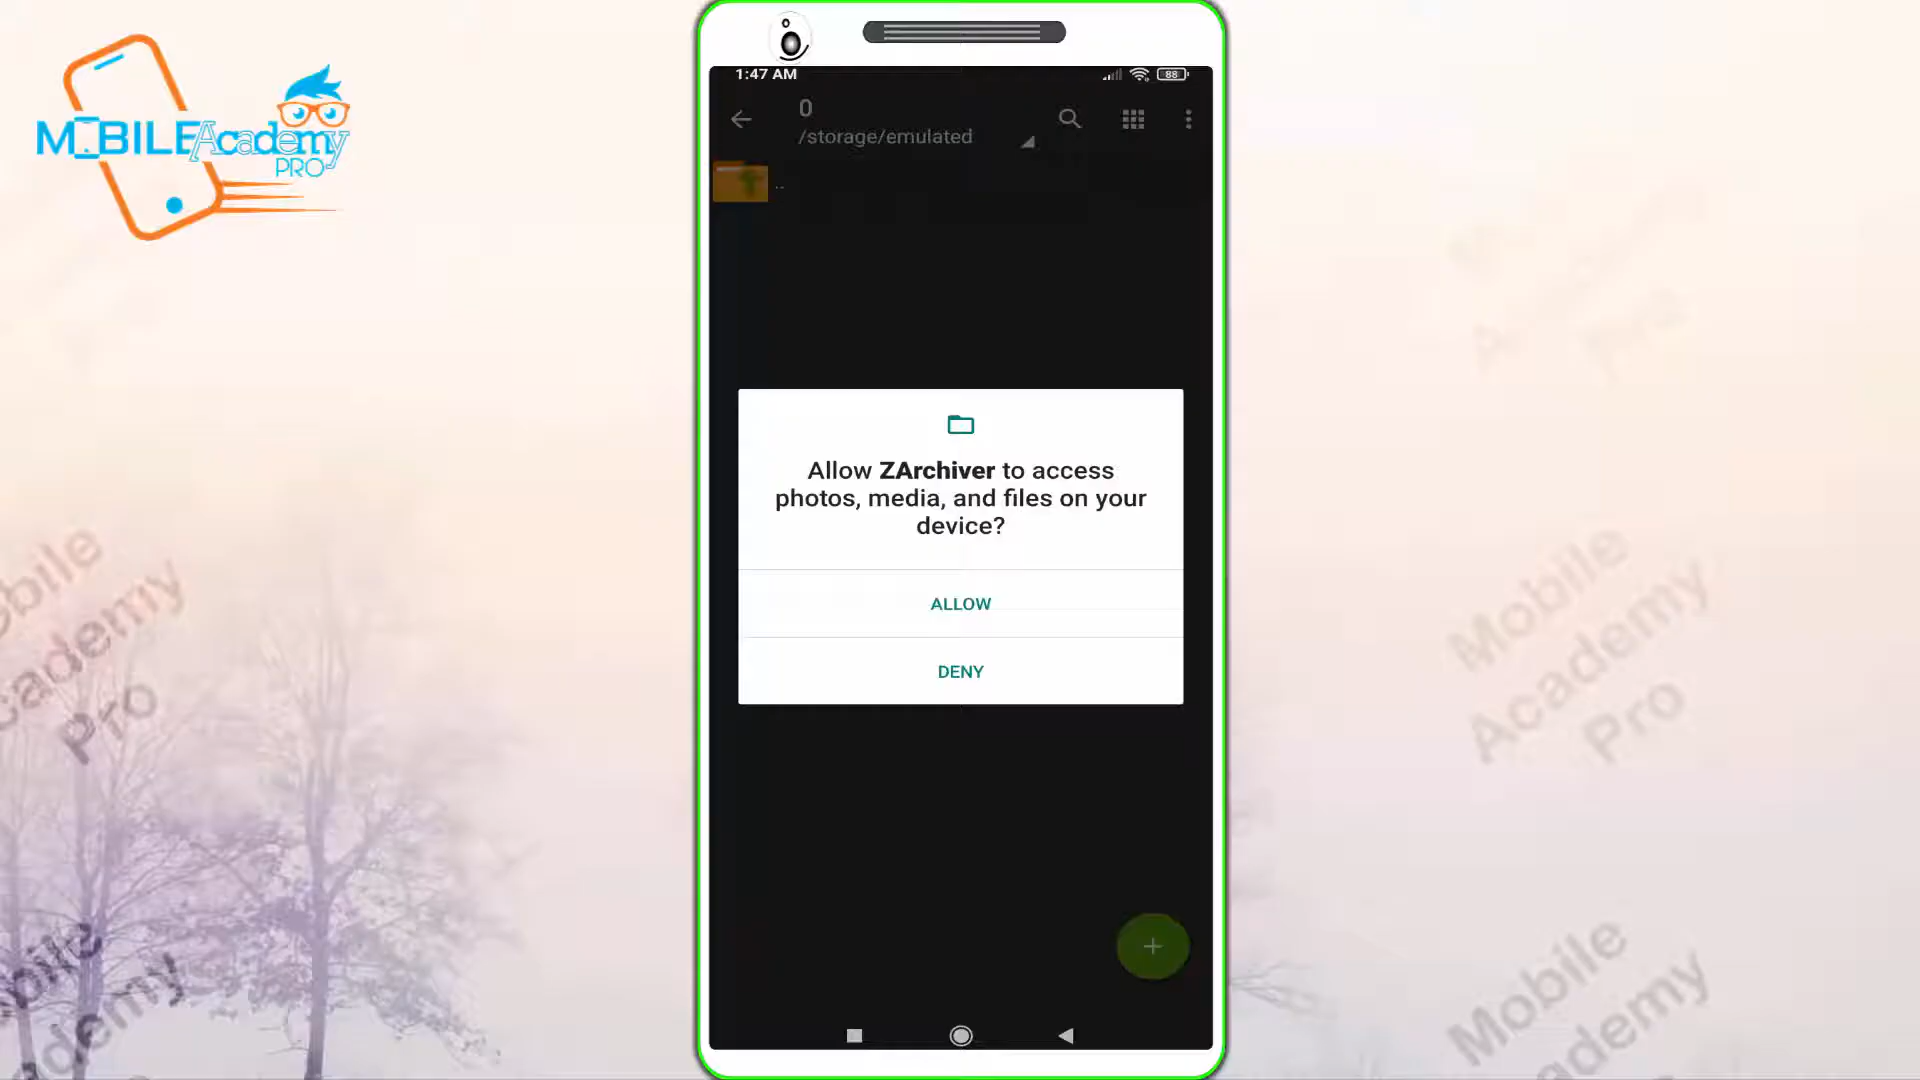 MOBILE Academy
PRO
1:47 AM
88
0
/storage/emulated
..
Allow ZArchiver to access
photos, media, and files on your
device?
ALLOW
DENY
Mobile
Academy
Pro
Mobile
Academy
Pro
Mobile
Academy